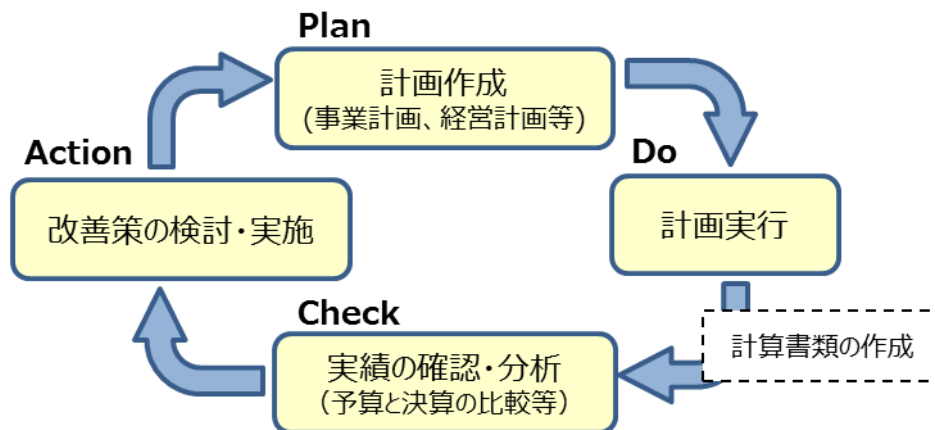 Plan
計画作成
(事業計画、経営計画等)
Do
計画実行
計算書類の作成
Check
実績の確認・分析
（予算と決算の比較等）
Action
改善策の検討・実施